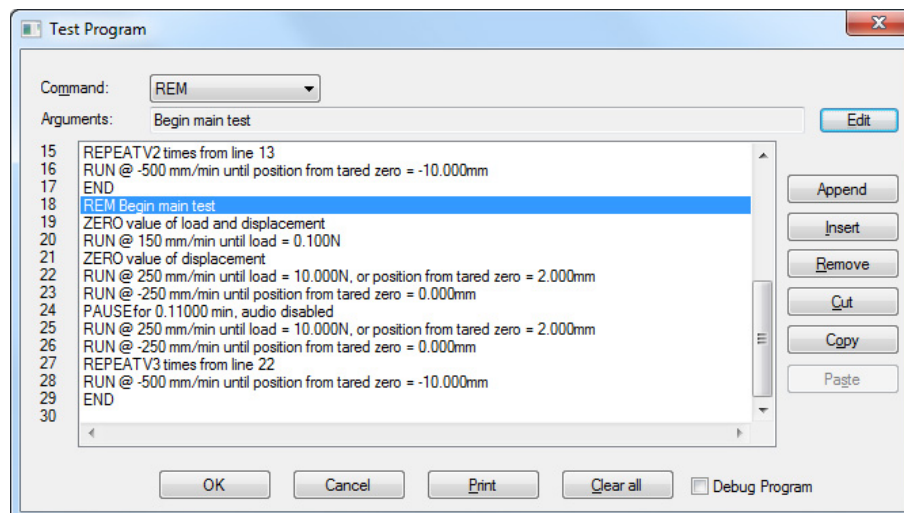 Test Program
Command: REM
Arguments: Begin main test Edit
15 REPEATV2 times from line 13
16 RUN @ -500 mm/min until position from tared zero = -10.000mm
17 END
18 REM Begin main test
19 ZERO value of load and displacement
20 RUN @ 150 mm/min until load = 0.100N
21 ZERO value of displacement
22 RUN @ 250 mm/min until load = 10.000N, or position from tared zero = 2.000mm
23 RUN @ -250 mm/min until position from tared zero = 0.000mm
24 PAUSE for 0.11000 min, audio disabled
25 RUN @ 250 mm/min until load = 10.000N, or position from tared zero = 2.000mm
26 RUN @ -250 mm/min until position from tared zero = 0.000mm
27 REPEATV3 times from line 22
28 RUN @ -500 mm/min until position from tared zero = -10.000mm
29 END
30
Append
Insert
Remove
Cut
Copy
Paste
OK Cancel Print Clear all Debug Program